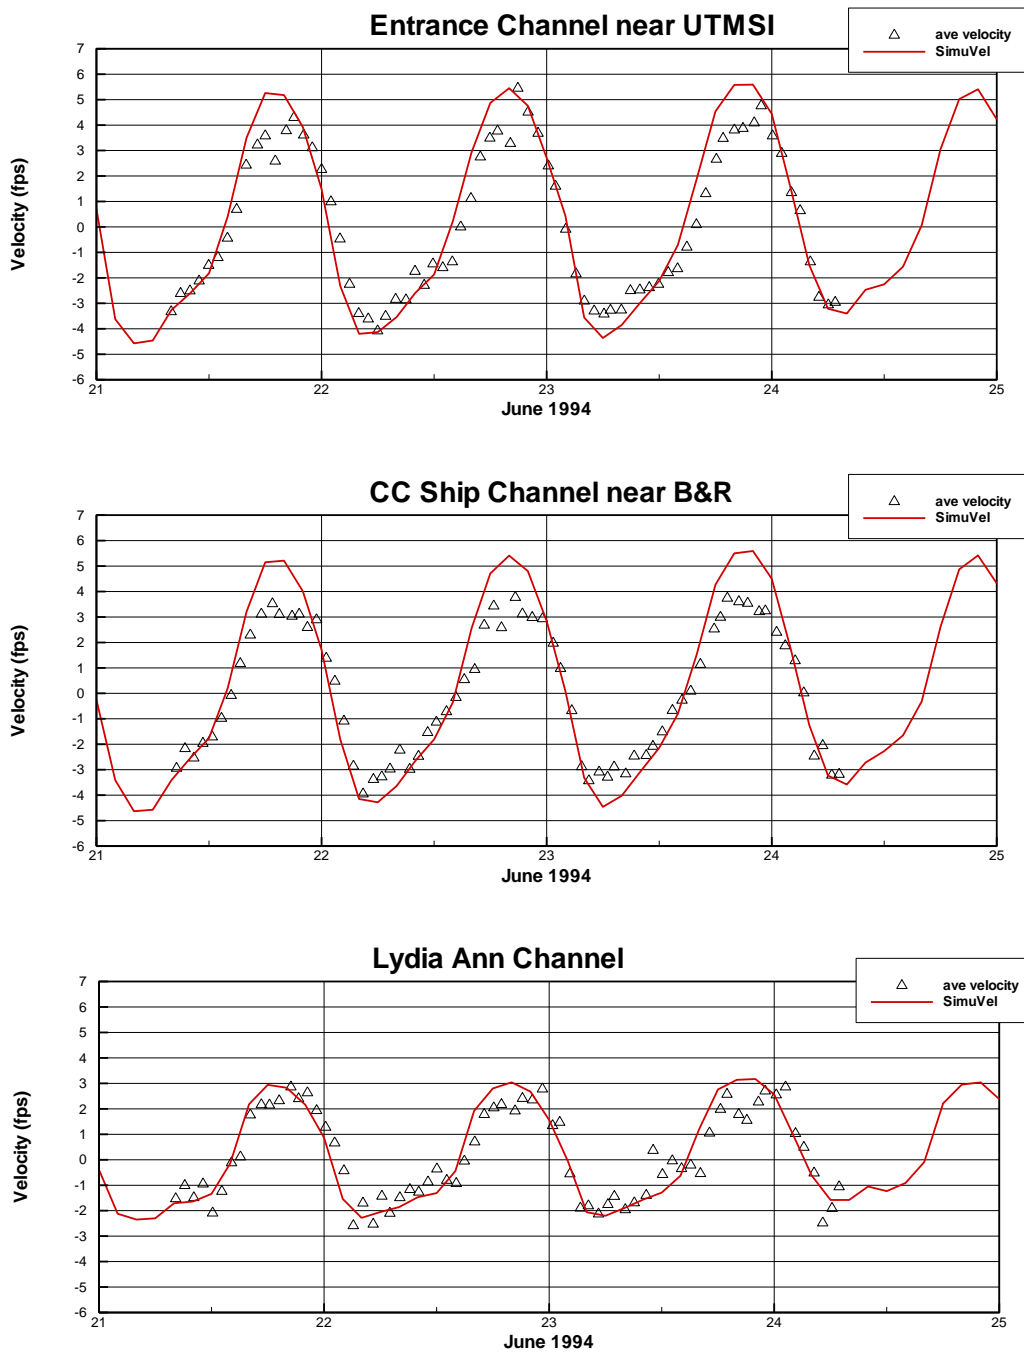 Entrance Channel near UTMSI
ave velocity
SimuVel
7
6
5
4
3
2
1
0
-1
-2
-3
-4
-5
-6
Velocity (fps)
21 22 23 24 25
June 1994
CC Ship Channel near B&R
ave velocity
SimuVel
7
6
5
4
3
2
1
0
-1
-2
-3
-4
-5
-6
Velocity (fps)
21 22 23 24 25
June 1994
Lydia Ann Channel
ave velocity
SimuVel
7
6
5
4
3
2
1
0
-1
-2
-3
-4
-5
-6
Velocity (fps)
21 22 23 24 25
June 1994